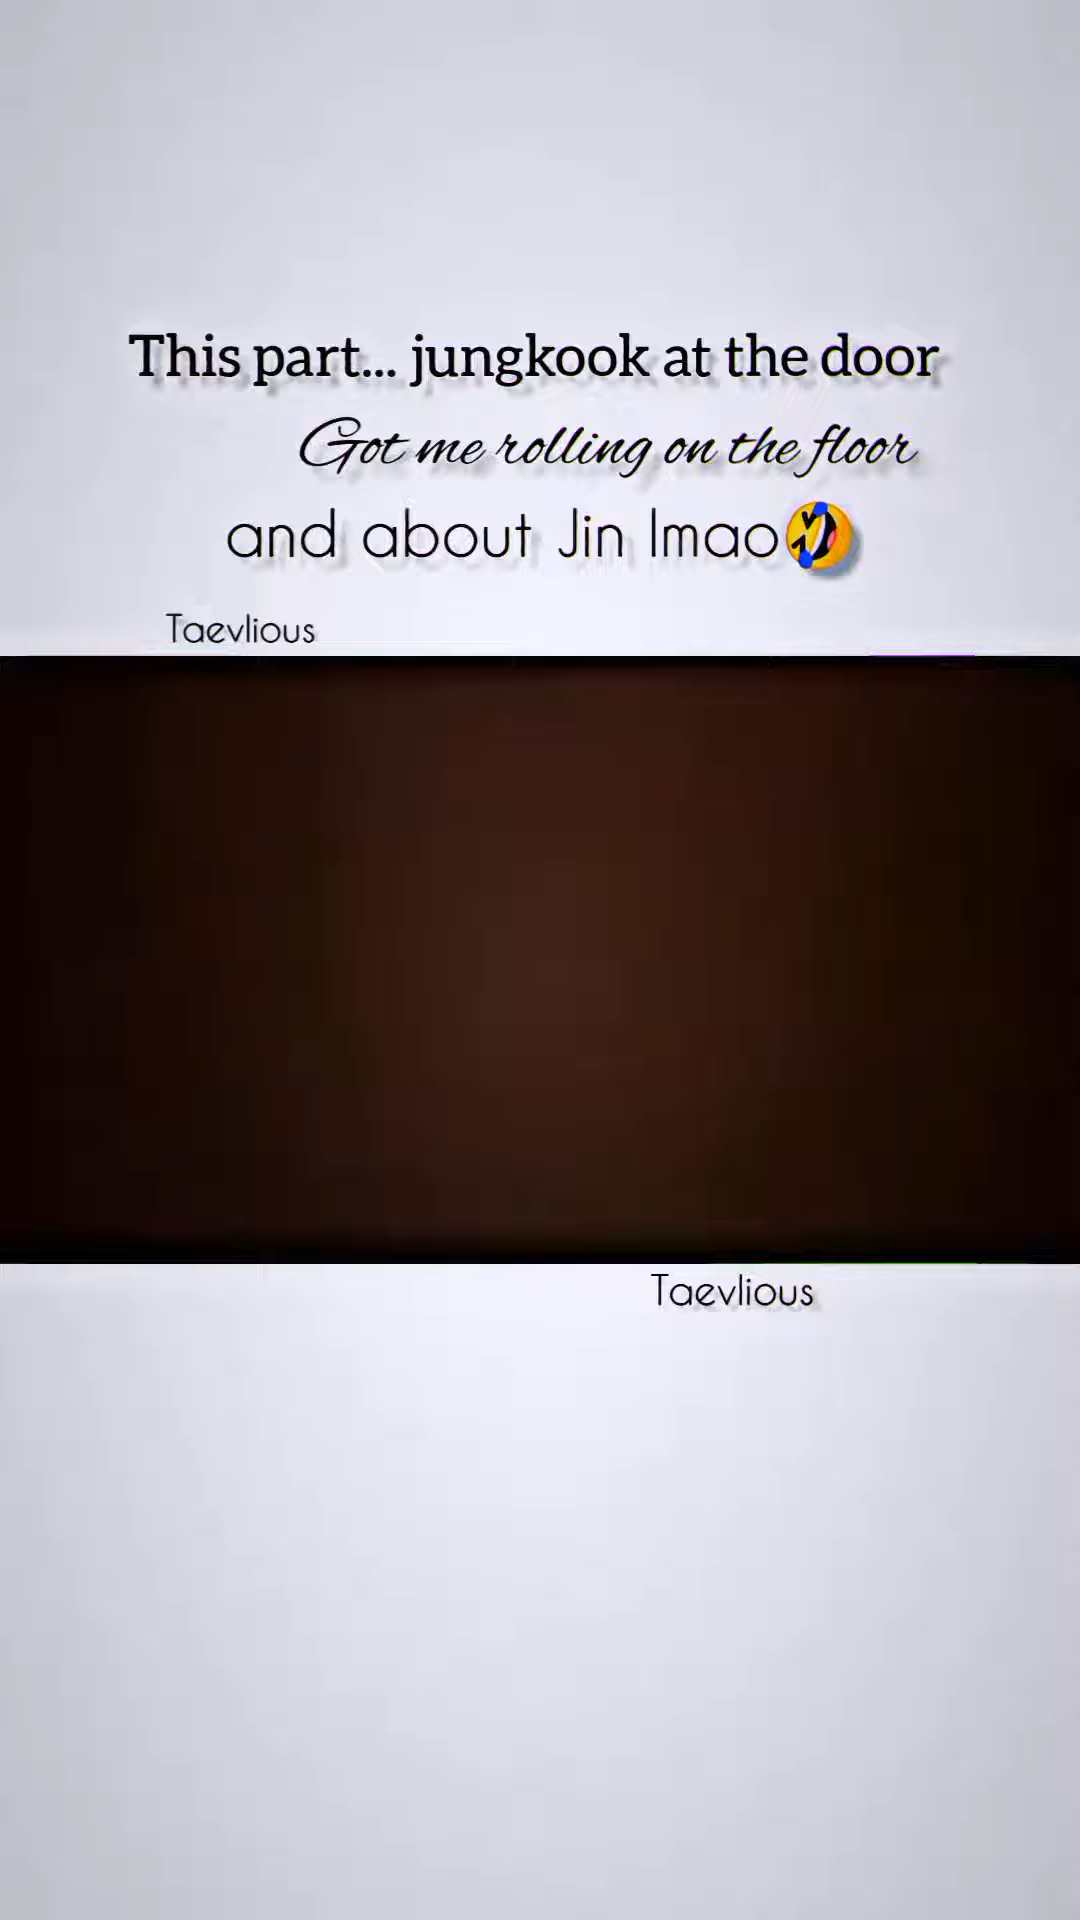 This part... jungkook at the door
Got me rolling on the floor
and about Jin lmao🤣
Taevlious
Taevlious